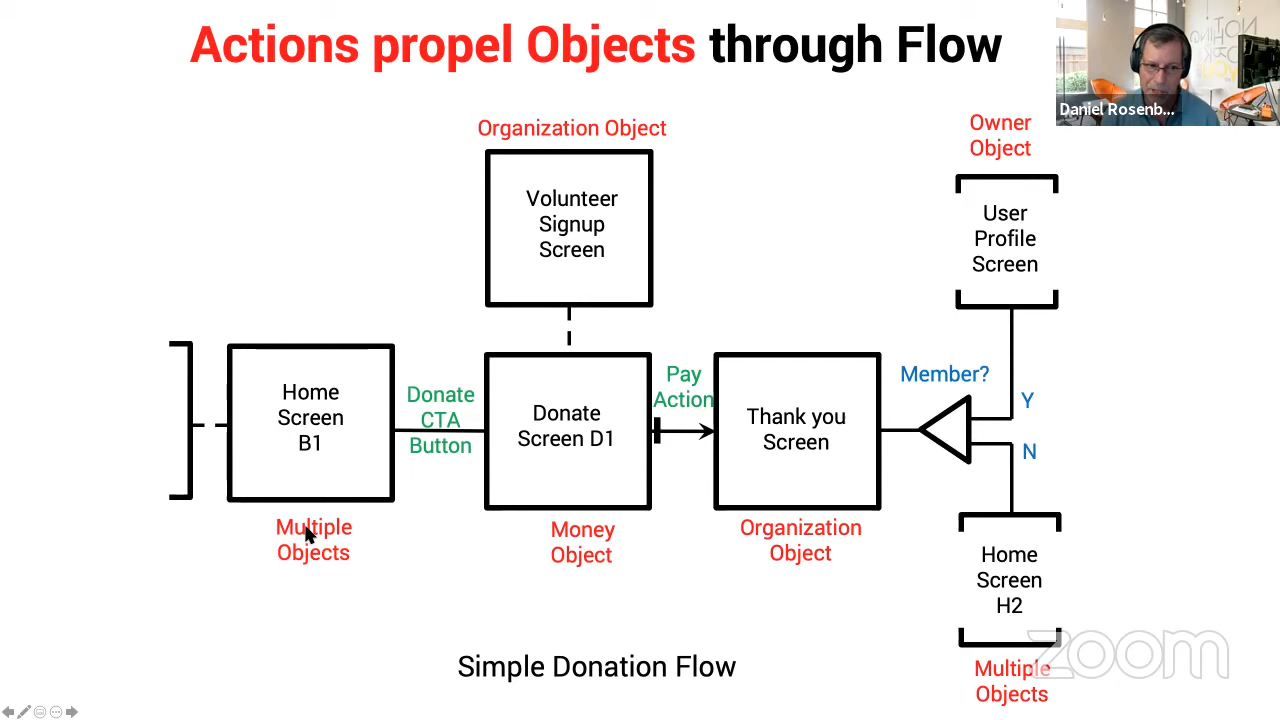 Actions propel Objects through Flow
Daniel Rosenb...
Organization Object
Volunteer
Signup
Screen
Owner
Object
User
Profile
Screen
Home
Screen
B1
Multiple
Objects
Donate
CTA
Button
Donate
Screen D1
Money
Object
Pay
Action
Thank you
Screen
Organization
Object
Member?
Y
N
Home
Screen
H2
Multiple
Objects
Simple Donation Flow
zoom